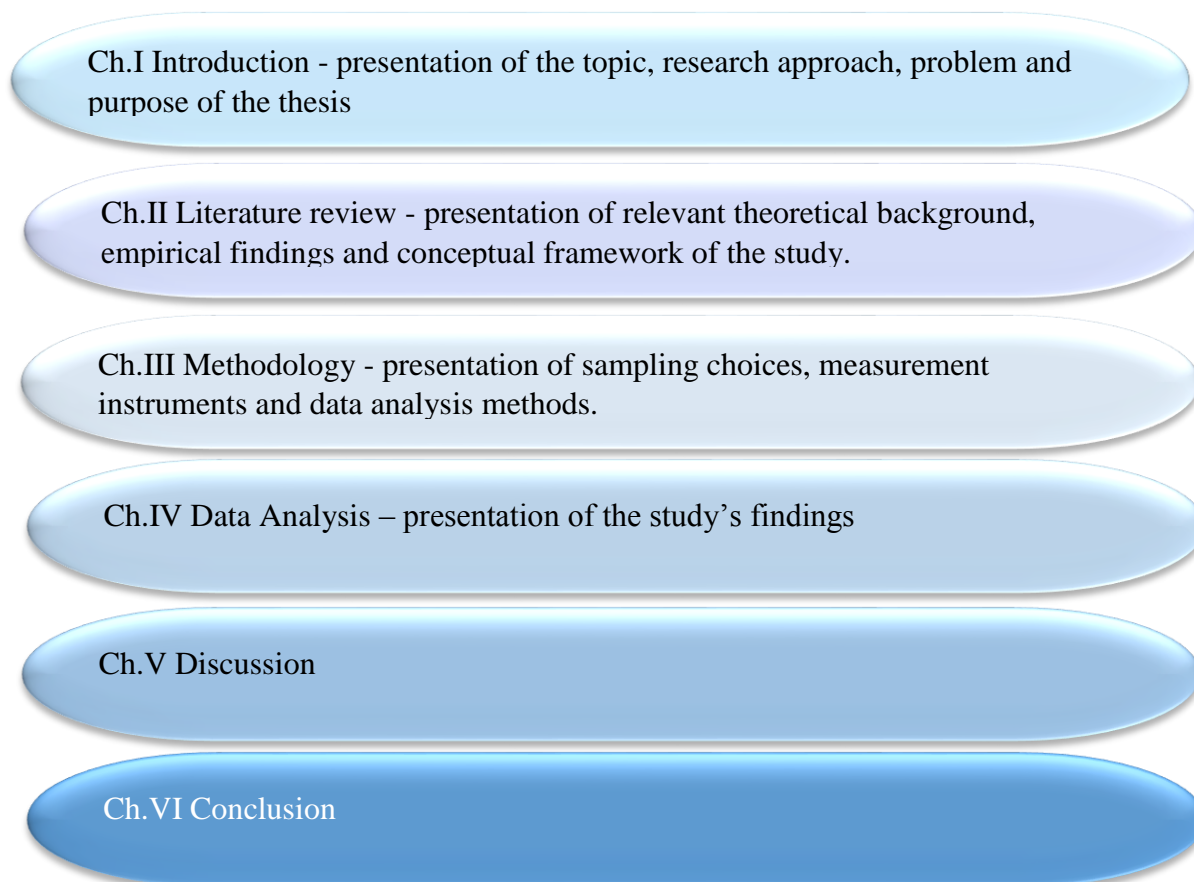 Ch.I Introduction - presentation of the topic, research approach, problem and
purpose of the thesis
Ch.II Literature review - presentation of relevant theoretical background,
empirical findings and conceptual framework of the study.
Ch.III Methodology - presentation of sampling choices, measurement
instruments and data analysis methods.
Ch.IV Data Analysis – presentation of the study’s findings
Ch.V Discussion
Ch.VI Conclusion